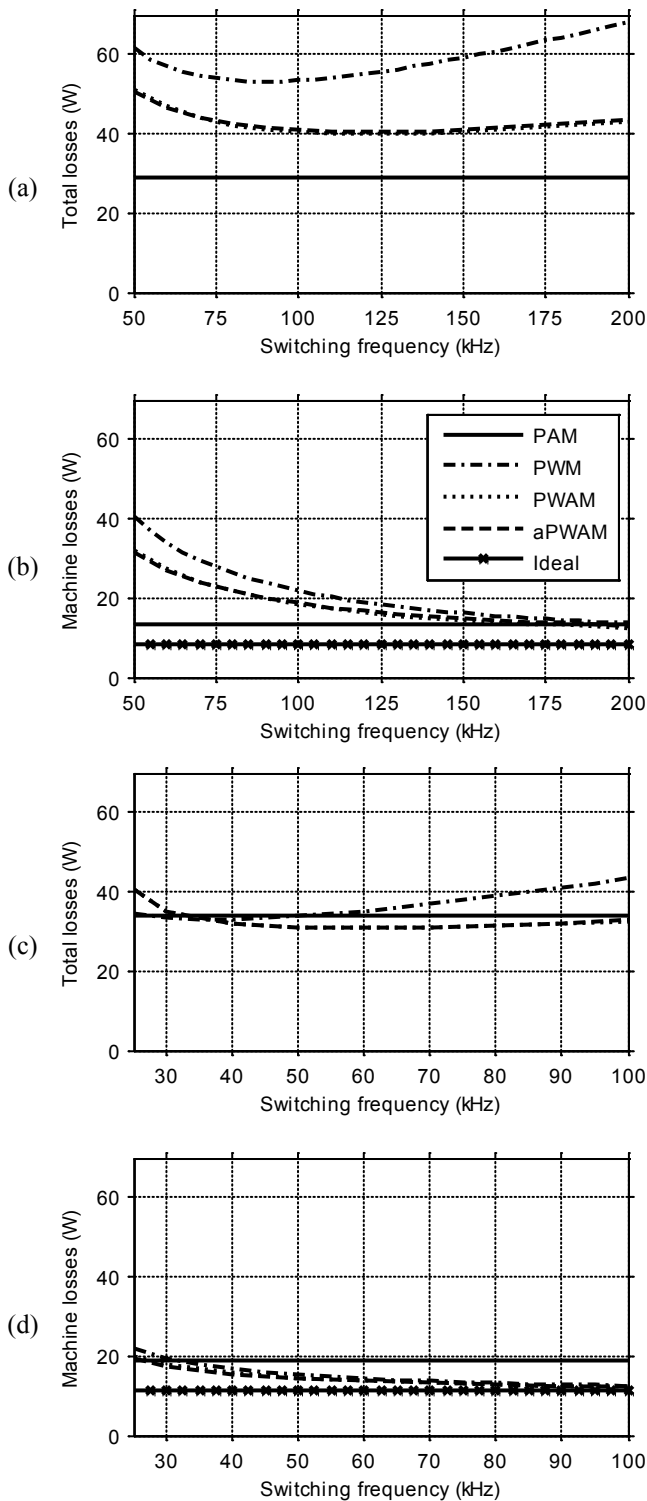 (a)
Total losses (W)
60
40
20
0
50 75 100 125 150 175 200
Switching frequency (kHz)
(b)
Machine losses (W)
60
40
20
0
PAM
PWM
PWAM
aPWAM
Ideal
50 75 100 125 150 175 200
Switching frequency (kHz)
(c)
Total losses (W)
60
40
20
0
30 40 50 60 70 80 90 100
Switching frequency (kHz)
(d)
Machine losses (W)
60
40
20
0
30 40 50 60 70 80 90 100
Switching frequency (kHz)